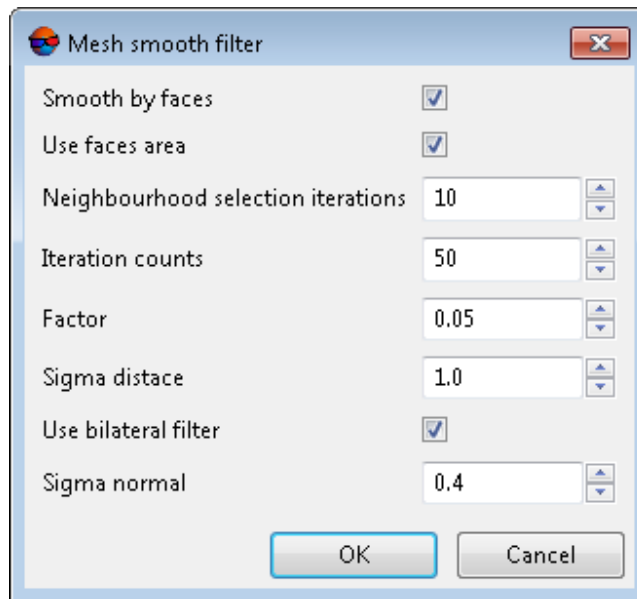 Mesh smooth filter
Smooth by faces
Use faces area
Neighbourhood selection iterations 10
Iteration counts 50
Factor 0.05
Sigma distace 1.0
Use bilateral filter
Sigma normal 0.4
OK Cancel